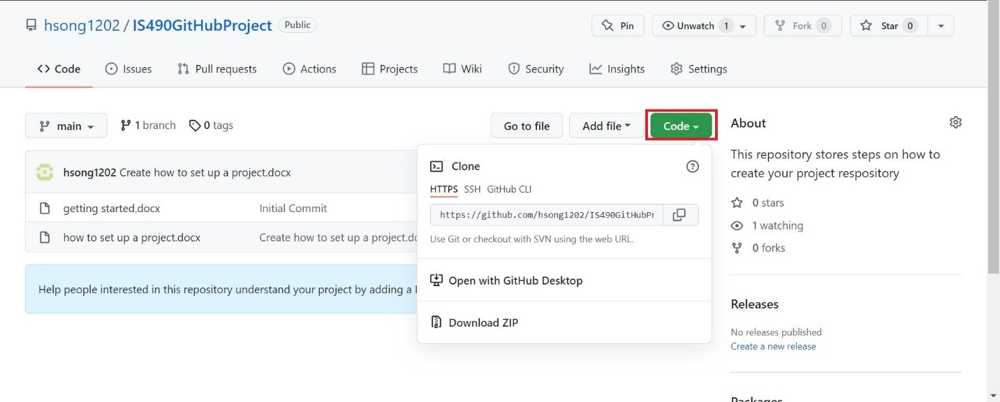 hsong1202 / IS490GitHubProject Public
Pin Unwatch 1 Fork 0 Star 0
Code Issues Pull requests Actions Projects Wiki Security Insights Settings
main 1 branch 0 tags Go to file Add file Code
hsong1202 Create how to set up a project.docx
getting started.docx Initial Commit
how to set up a project.docx Create how to set up a project.do
Help people interested in this repository understand your project by adding a
Clone
HTTPS SSH GitHub CLI
https://github.com/hsong1202/IS490GitHubPr
Use Git or checkout with SVN using the web URL.
Open with GitHub Desktop
Download ZIP
About
This repository stores steps on how to
create your project respository
0 stars
1 watching
0 forks
Releases
No releases published
Create a new release
Packages